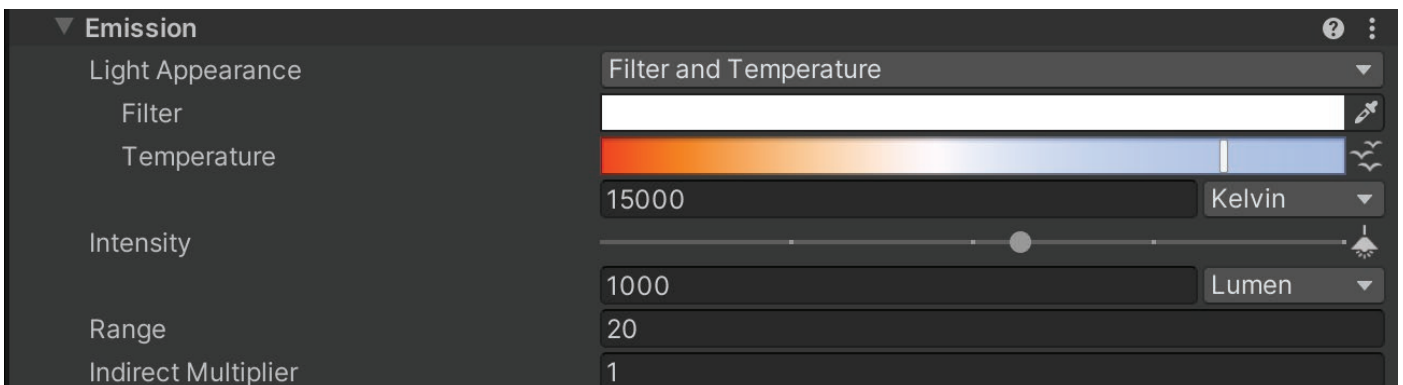 Emission
Light Appearance Filter and Temperature
Filter
Temperature
15000 Kelvin
Intensity
1000 Lumen
Range 20
Indirect Multiplier 1